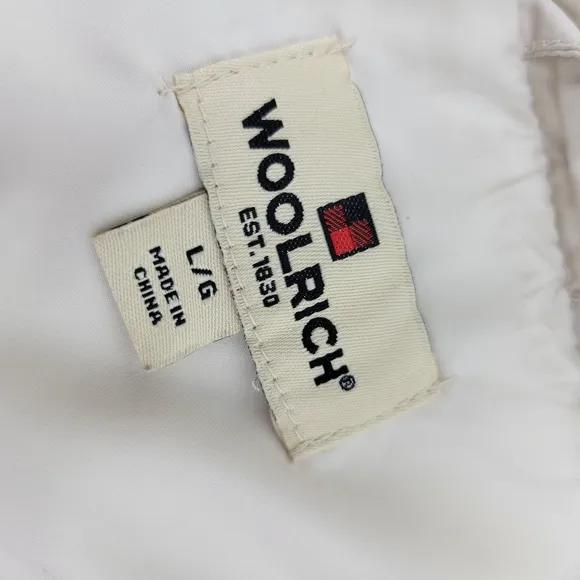 WOOLRICH®
EST. 1830
L/G
MADE IN
CHINA